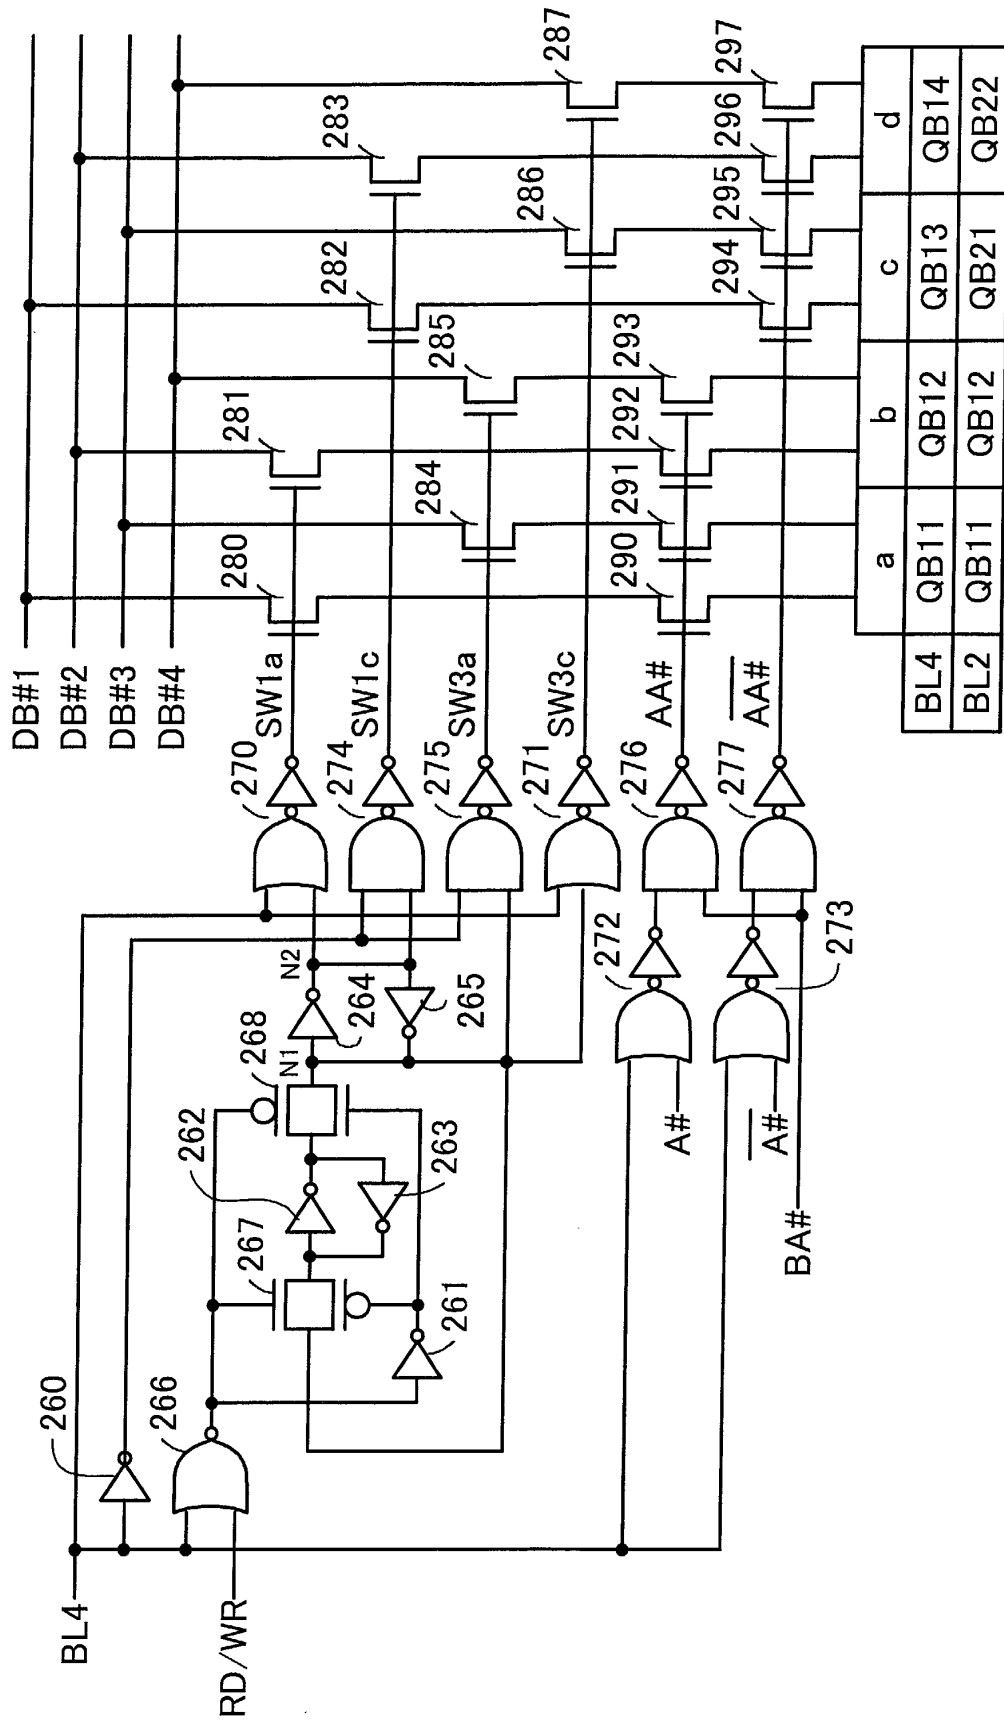 DB#1
DB#2
DB#3
DB#4
280
281
282
283
284
285
286
287
290
291
292
293
294
295
296
297
SW1a
SW1c
SW3a
SW3c
AA#
AA#
270
274
275
271
276
277
272
273
N2
264
265
268
N1
262
263
267
261
260
266
BL4
RD/WR
A#
A#
BA#
a b c d
BL4 QB11 QB12 QB13 QB14
BL2 QB11 QB12 QB21 QB22